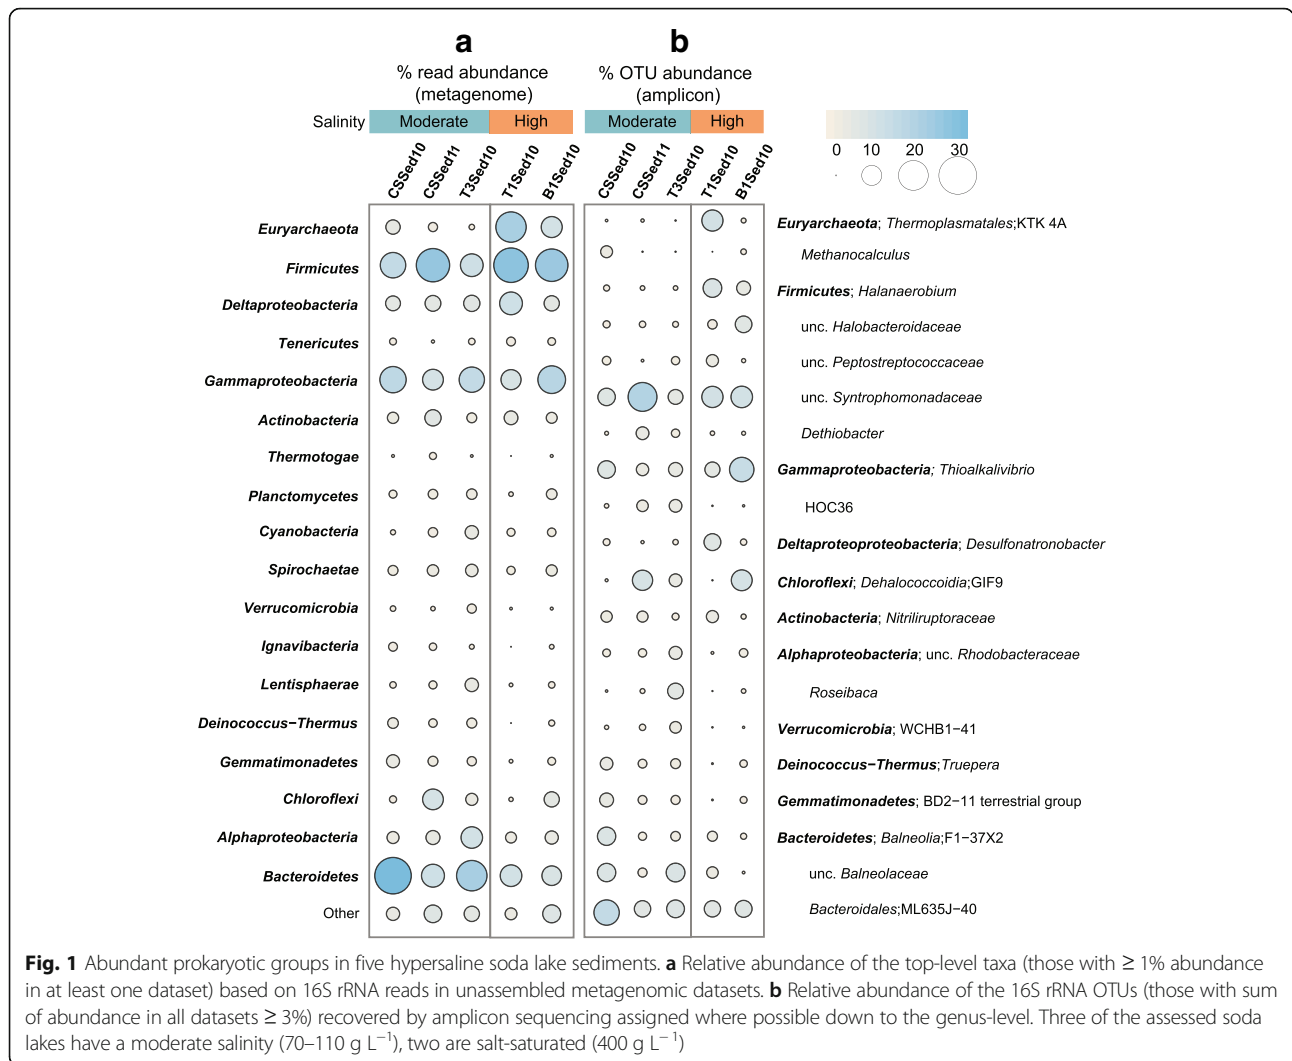 a
b
% read abundance
(metagenome)
% OTU abundance
(amplicon)
Salinity
Moderate
High
Moderate
High
0 10 20 30
CSSed10
CSSed11
T3Sed10
T1Sed10
B1Sed10
CSSed10
CSSed11
T3Sed10
T1Sed10
B1Sed10
Euryarchaeota
Firmicutes
Deltaproteobacteria
Tenericutes
Gammaproteobacteria
Actinobacteria
Thermotogae
Planctomycetes
Cyanobacteria
Spirochaetae
Verrucomicrobia
Ignavibacteria
Lentisphaerae
Deinococcus−Thermus
Gemmatimonadetes
Chloroflexi
Alphaproteobacteria
Bacteroidetes
Other
Euryarchaeota; Thermoplasmatales;KTK 4A
Methanocalculus
Firmicutes; Halanaerobium
unc. Halobacteroidaceae
unc. Peptostreptococcaceae
unc. Syntrophomonadaceae
Dethiobacter
Gammaproteobacteria; Thioalkalivibrio
HOC36
Deltaproteoproteobacteria; Desulfonatronobacter
Chloroflexi; Dehalococcoidia;GIF9
Actinobacteria; Nitriliruptoraceae
Alphaproteobacteria; unc. Rhodobacteraceae
Roseibaca
Verrucomicrobia; WCHB1−41
Deinococcus−Thermus;Truepera
Gemmatimonadetes; BD2−11 terrestrial group
Bacteroidetes; Balneolia;F1−37X2
unc. Balneolaceae
Bacteroidales;ML635J−40
Fig. 1 Abundant prokaryotic groups in five hypersaline soda lake sediments. a Relative abundance of the top-level taxa (those with ≥ 1% abundance
in at least one dataset) based on 16S rRNA reads in unassembled metagenomic datasets. b Relative abundance of the 16S rRNA OTUs (those with sum
of abundance in all datasets ≥ 3%) recovered by amplicon sequencing assigned where possible down to the genus-level. Three of the assessed soda
lakes have a moderate salinity (70–110 g L−1), two are salt-saturated (400 g L−1)